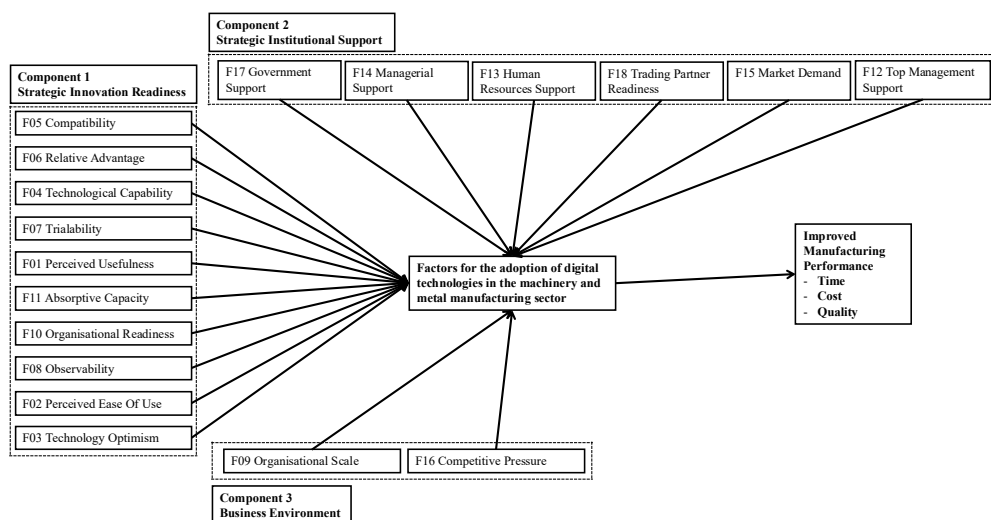 Component 2
Strategic Institutional Support
F17 Government
Support
F14 Managerial
Support
F13 Human
Resources Support
F18 Trading Partner
Readiness
F15 Market Demand
F12 Top Management
Support
Component 1
Strategic Innovation Readiness
F05 Compatibility
F06 Relative Advantage
F04 Technological Capability
F07 Trialability
F01 Perceived Usefulness
F11 Absorptive Capacity
F10 Organisational Readiness
F08 Observability
F02 Perceived Ease Of Use
F03 Technology Optimism
Factors for the adoption of digital
technologies in the machinery and
metal manufacturing sector
Improved
Manufacturing
Performance
- Time
- Cost
- Quality
F09 Organisational Scale
F16 Competitive Pressure
Component 3
Business Environment